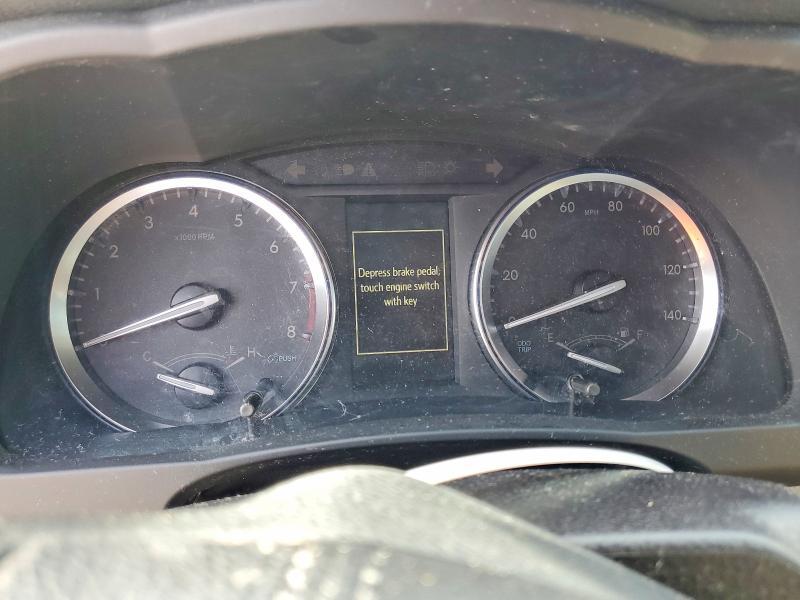 Depress brake pedal,
touch engine switch
with key
x1000 RPM
1
2
3
4
5
6
7
8
C
H
PUSH
MPH
0
20
40
60
80
100
120
140
E
F
ODO
TRIP